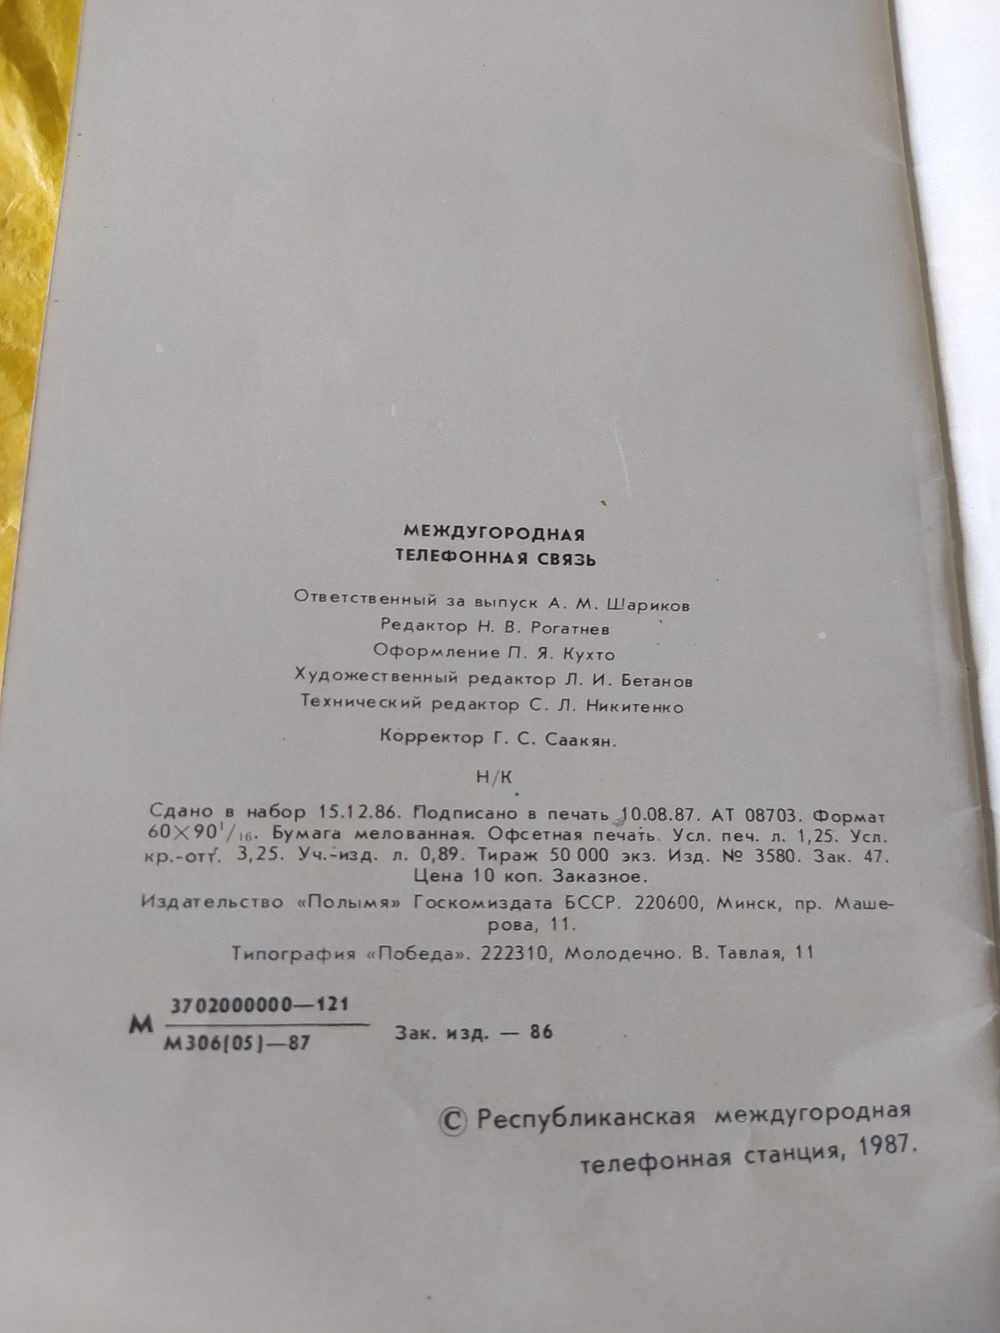 МЕЖДУГОРОДНАЯ
ТЕЛЕФОННАЯ СВЯЗЬ
Ответственный за выпуск А. М. Шариков
Редактор Н. В. Рогатнев
Оформление П. Я. Кухто
Художественный редактор Л. И. Бетанов
Технический редактор С. Л. Никитенко
Корректор Г. С. Саакян.
Н/К
Сдано в набор 15.12.86. Подписано в печать 10.08.87. АТ 08703. Формат
60×90 1/16. Бумага мелованная. Офсетная печать. Усл. печ. л. 1,25. Усл.
кр.-отт. 3,25. Уч.-изд. л. 0,89. Тираж 50 000 экз. Изд. № 3580. Зак. 47.
Цена 10 коп. Заказное.
Издательство «Полымя» Госкомиздата БССР. 220600, Минск, пр. Маше-
рова, 11.
Типография «Победа». 222310, Молодечно. В. Тавлая, 11
3702000000—121
М
М306(05)—87
Зак. изд. — 86
© Республиканская междугородная
телефонная станция, 1987.